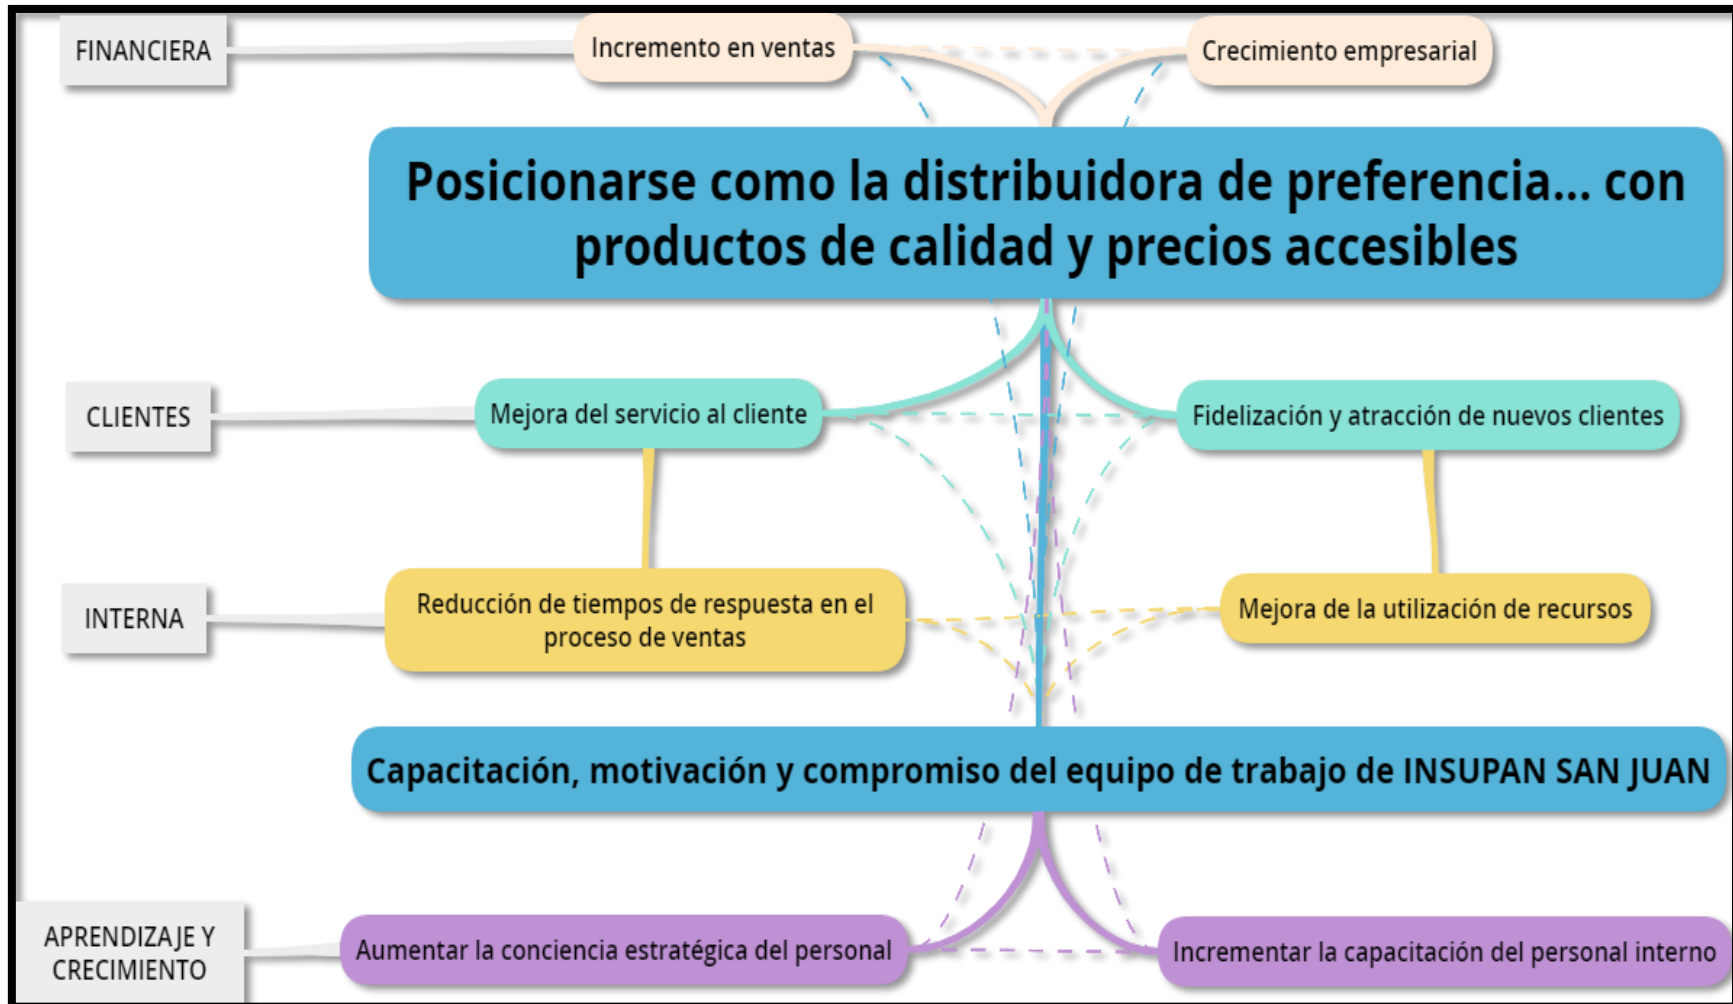 FINANCIERA
Incremento en ventas
Crecimiento empresarial
Posicionarse como la distribuidora de preferencia... con
productos de calidad y precios accesibles
CLIENTES
Mejora del servicio al cliente
Fidelización y atracción de nuevos clientes
INTERNA
Reducción de tiempos de respuesta en el
proceso de ventas
Mejora de la utilización de recursos
Capacitación, motivación y compromiso del equipo de trabajo de INSUPAN SAN JUAN
APRENDIZAJE Y
CRECIMIENTO
Aumentar la conciencia estratégica del personal
Incrementar la capacitación del personal interno